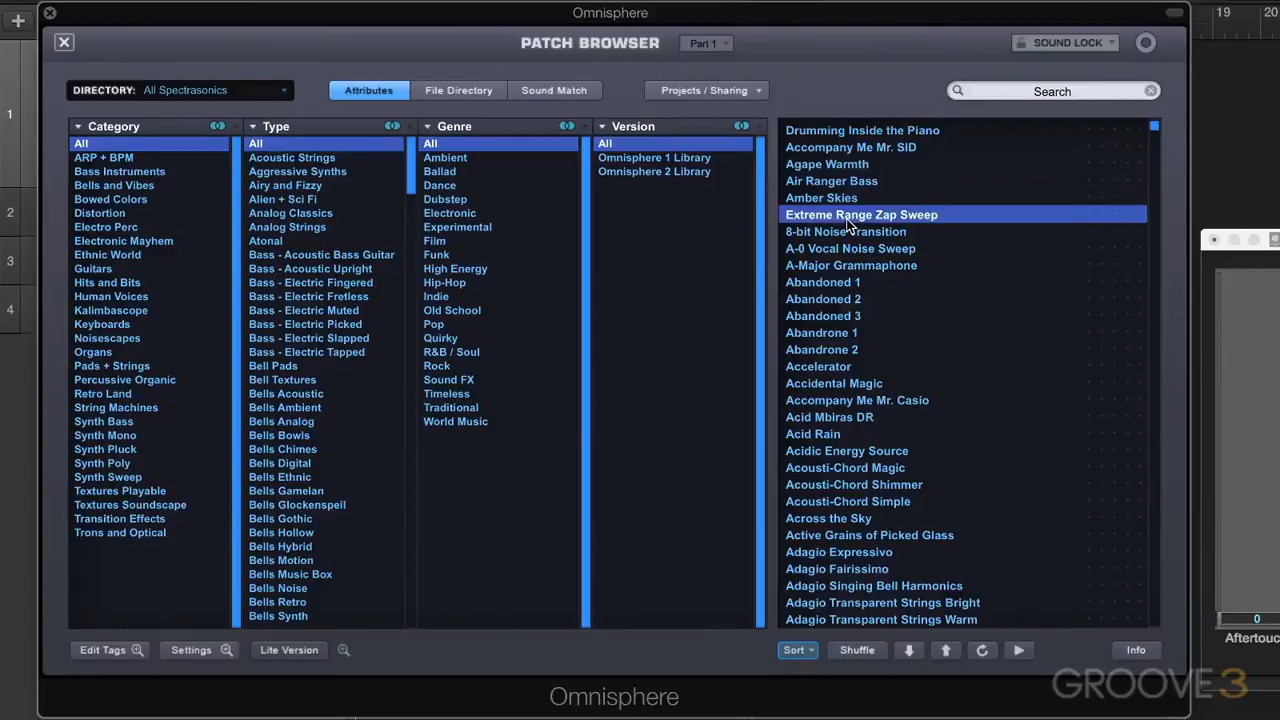 Omnisphere
19
20
+
PATCH BROWSER
Part 1
SOUND LOCK
DIRECTORY: All Spectrasonics
Attributes
File Directory
Sound Match
Projects / Sharing
Search
Category
All
ARP + BPM
Bass Instruments
Bells and Vibes
Bowed Colors
Distortion
Electro Perc
Electronic Mayhem
Ethnic World
Guitars
Hits and Bits
Human Voices
Kalimbascope
Keyboards
Noisescapes
Organs
Pads + Strings
Percussive Organic
Retro Land
String Machines
Synth Bass
Synth Mono
Synth Pluck
Synth Poly
Synth Sweep
Textures Playable
Textures Soundscape
Transition Effects
Trons and Optical
Type
All
Acoustic Strings
Aggressive Synths
Airy and Fizzy
Alien + Sci Fi
Analog Classics
Analog Strings
Atonal
Bass - Acoustic Bass Guitar
Bass - Acoustic Upright
Bass - Electric Fingered
Bass - Electric Fretless
Bass - Electric Muted
Bass - Electric Picked
Bass - Electric Slapped
Bass - Electric Tapped
Bell Pads
Bell Textures
Bells Acoustic
Bells Ambient
Bells Analog
Bells Bowls
Bells Chimes
Bells Digital
Bells Ethnic
Bells Gamelan
Bells Glockenspeil
Bells Gothic
Bells Hollow
Bells Hybrid
Bells Motion
Bells Music Box
Bells Noise
Bells Retro
Bells Synth
Genre
All
Ambient
Ballad
Dance
Dubstep
Electronic
Experimental
Film
Funk
High Energy
Hip-Hop
Indie
Old School
Pop
Quirky
R&B / Soul
Rock
Sound FX
Timeless
Traditional
World Music
Version
All
Omnisphere 1 Library
Omnisphere 2 Library
Drumming Inside the Piano
Accompany Me Mr. SID
Agape Warmth
Air Ranger Bass
Amber Skies
Extreme Range Zap Sweep
8-bit Noise Transition
A-0 Vocal Noise Sweep
A-Major Grammaphone
Abandoned 1
Abandoned 2
Abandoned 3
Abandrone 1
Abandrone 2
Accelerator
Accidental Magic
Accompany Me Mr. Casio
Acid Mbiras DR
Acid Rain
Acidic Energy Source
Acousti-Chord Magic
Acousti-Chord Shimmer
Acousti-Chord Simple
Across the Sky
Active Grains of Picked Glass
Adagio Expressivo
Adagio Fairissimo
Adagio Singing Bell Harmonics
Adagio Transparent Strings Bright
Adagio Transparent Strings Warm
1
2
3
4
0
Aftertouc
Edit Tags
Settings
Lite Version
Sort
Shuffle
Info
Omnisphere
GROOVE 3